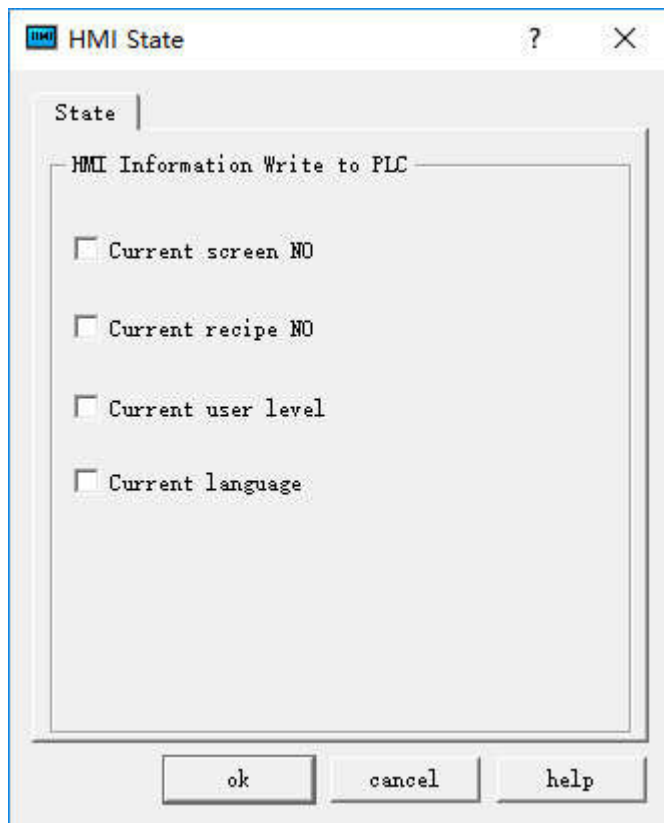 HMI HMI State ?
State
HMI Information Write to PLC
Current screen NO
Current recipe NO
Current user level
Current language
ok cancel help